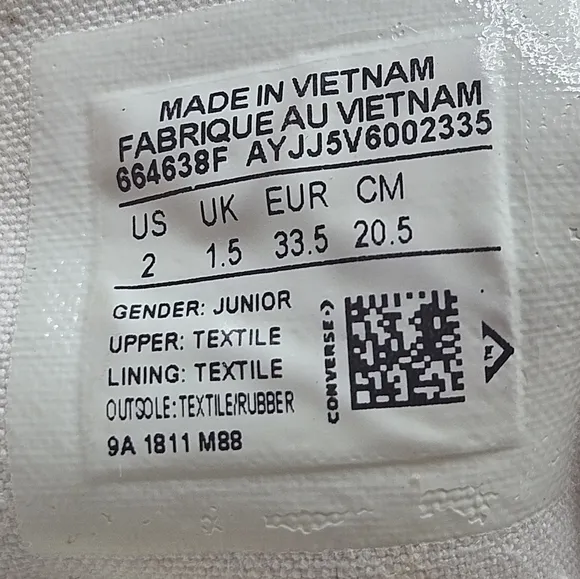 MADE IN VIETNAM
FABRIQUE AU VIETNAM
664638F AYJJ5V6002335
US UK EUR CM
2 1.5 33.5 20.5
GENDER: JUNIOR
UPPER: TEXTILE
LINING: TEXTILE
OUTSOLE: TEXTILE/RUBBER
9A 1811 M88
CONVERSE